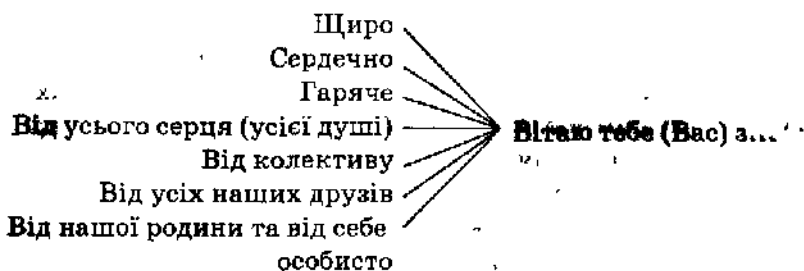 Щиро
Сердечно
Гаряче
Від усього серця (усієї душі)
Вітаю тебе (Вас) з...
Від колективу
Від усіх наших друзів
Від нашої родини та від себе
особисто